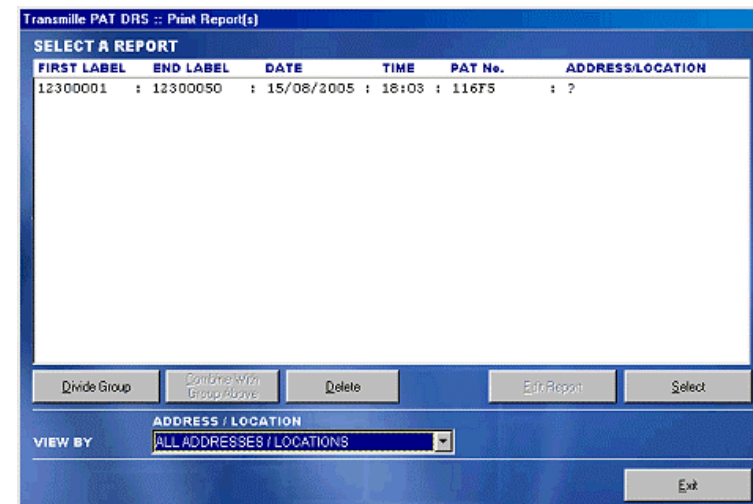 Transmille PAT DRS :: Print Report(s)
SELECT A REPORT
FIRST LABEL END LABEL DATE TIME PAT No. ADDRESS/LOCATION
12300001 : 12300050 : 15/08/2005 : 18:03 : 116F5 : ?
Divide Group Combine With Group Above Delete Edit Report Select
ADDRESS / LOCATION
VIEW BY ALL ADDRESSES / LOCATIONS
Exit